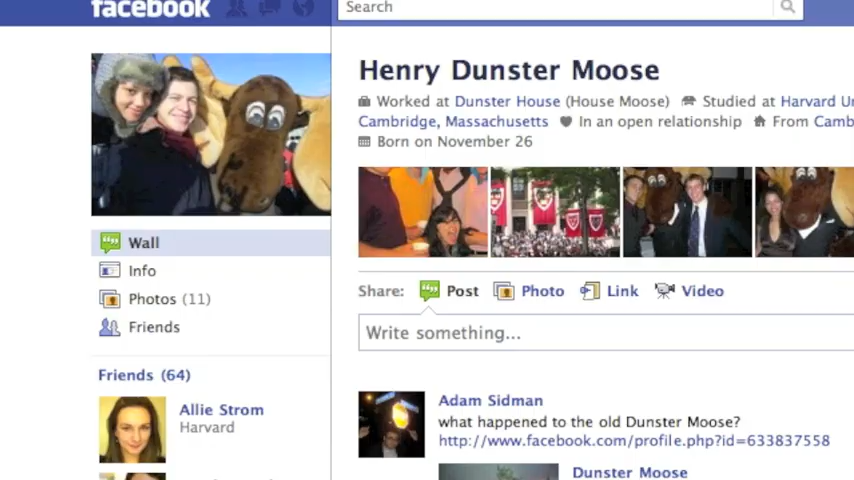 facebook
Search
Henry Dunster Moose
Worked at Dunster House (House Moose) Studied at Harvard
Cambridge, Massachusetts In an open relationship From
Born on November 26
Wall
Info
Photos (11)
Friends
Share: Post Photo Link Video
Write something...
Friends (64)
Allie Strom
Harvard
Adam Sidman
what happened to the old Dunster Moose?
http://www.facebook.com/profile.php?id=633837558
Dunster Moose